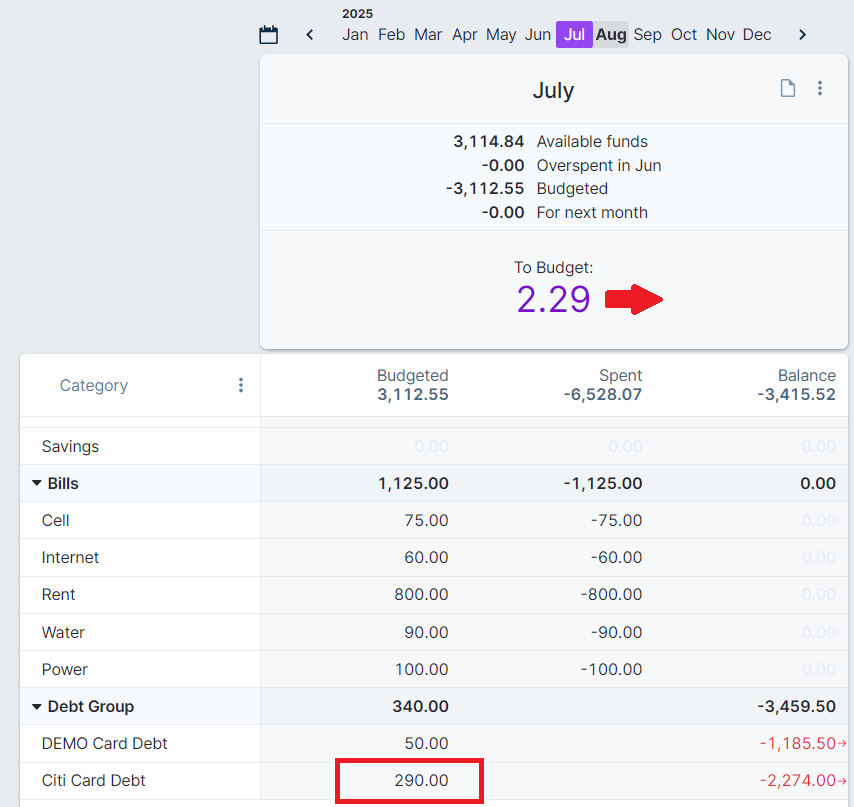 2025
Jan Feb Mar Apr May Jun Jul Aug Sep Oct Nov Dec
July
3,114.84 Available funds
-0.00 Overspent in Jun
-3,112.55 Budgeted
-0.00 For next month
To Budget:
2.29
Category Budgeted Spent Balance
3,112.55 -6,528.07 -3,415.52
Savings 0.00 0.00 0.00
Bills 1,125.00 -1,125.00 0.00
Cell 75.00 -75.00 0.00
Internet 60.00 -60.00 0.00
Rent 800.00 -800.00 0.00
Water 90.00 -90.00 0.00
Power 100.00 -100.00 0.00
Debt Group 340.00 -3,459.50
DEMO Card Debt 50.00 -1,185.50→
Citi Card Debt 290.00 -2,274.00→